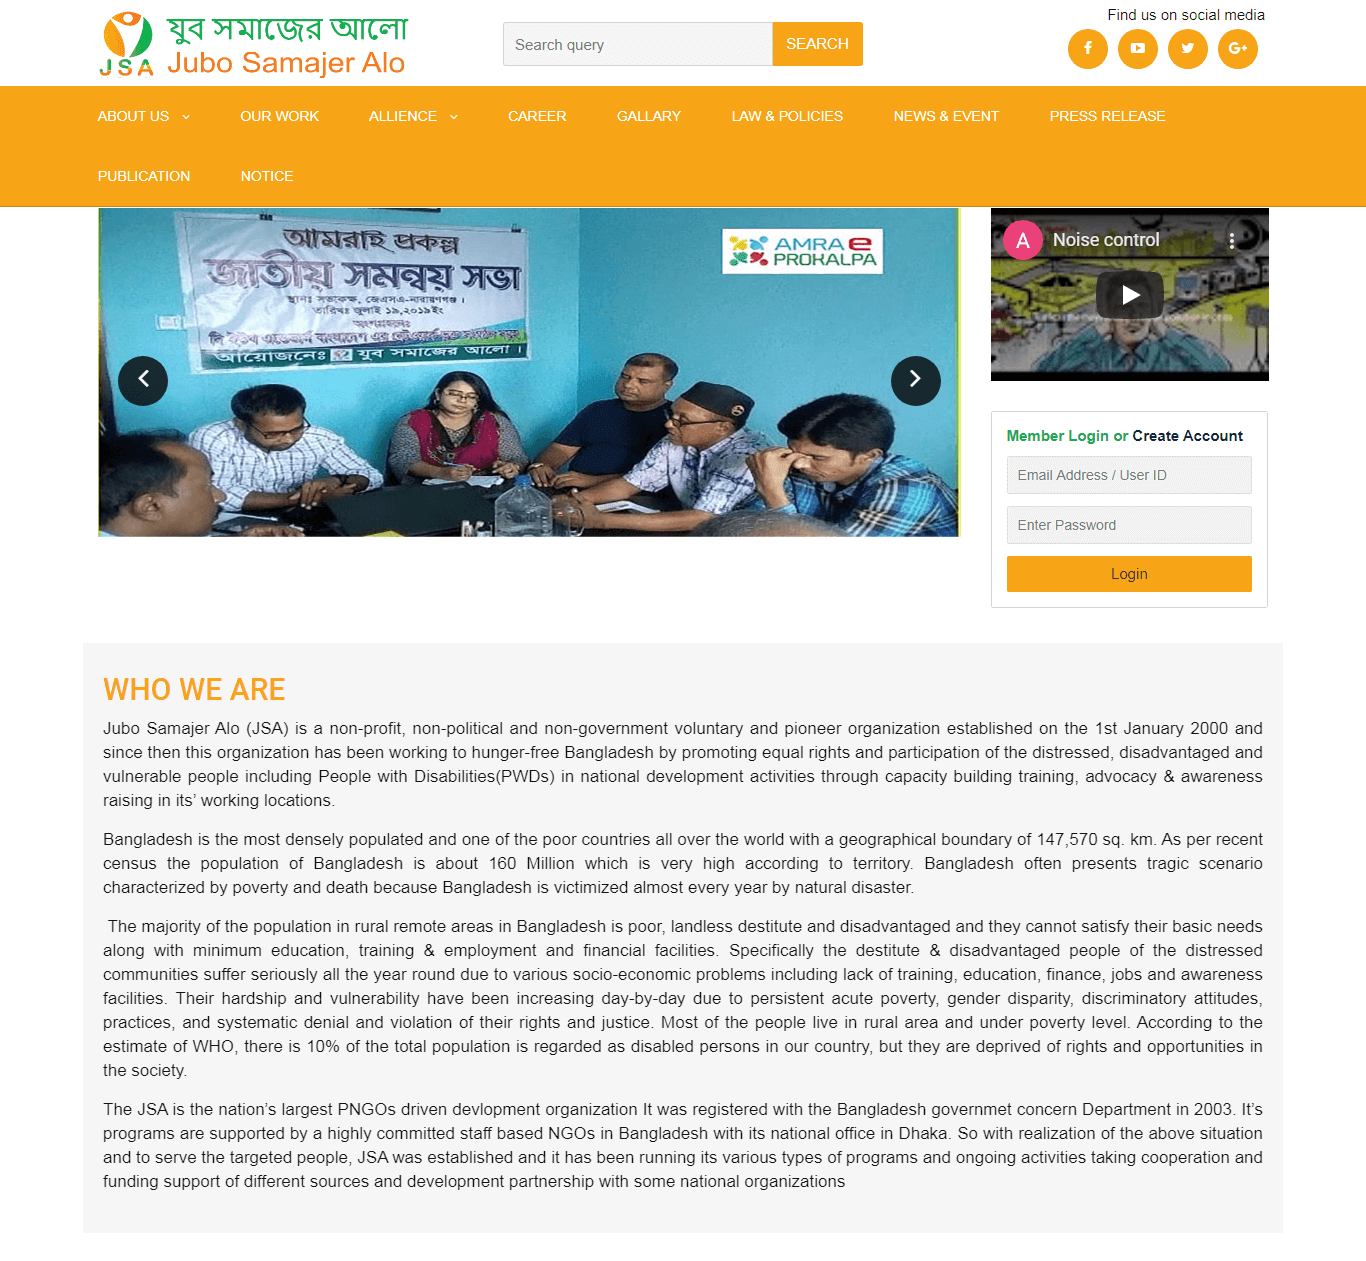 যুব সমাজের আলো
Jubo Samajer Alo
JSA
Search query
SEARCH
Find us on social media
ABOUT US
OUR WORK
ALLIENCE
CAREER
GALLARY
LAW & POLICIES
NEWS & EVENT
PRESS RELEASE
PUBLICATION
NOTICE
আমরাই প্রকল্প
জাতীয় সমন্বয় সভা
স্থানঃ সভাকক্ষ, জেএসএ-নারায়ণগঞ্জ ।
তারিখঃ জুলাই ১৯,২০১৯ইং
আয়োজনেঃ যুব সমাজের আলো ।
AMRA e
PROKALPA
A
Noise control
Member Login or Create Account
Email Address / User ID
Enter Password
Login
WHO WE ARE
Jubo Samajer Alo (JSA) is a non-profit, non-political and non-government voluntary and pioneer organization established on the 1st January 2000 and
since then this organization has been working to hunger-free Bangladesh by promoting equal rights and participation of the distressed, disadvantaged and
vulnerable people including People with Disabilities(PWDs) in national development activities through capacity building training, advocacy & awareness
raising in its’ working locations.
Bangladesh is the most densely populated and one of the poor countries all over the world with a geographical boundary of 147,570 sq. km. As per recent
census the population of Bangladesh is about 160 Million which is very high according to territory. Bangladesh often presents tragic scenario
characterized by poverty and death because Bangladesh is victimized almost every year by natural disaster.
The majority of the population in rural remote areas in Bangladesh is poor, landless destitute and disadvantaged and they cannot satisfy their basic needs
along with minimum education, training & employment and financial facilities. Specifically the destitute & disadvantaged people of the distressed
communities suffer seriously all the year round due to various socio-economic problems including lack of training, education, finance, jobs and awareness
facilities. Their hardship and vulnerability have been increasing day-by-day due to persistent acute poverty, gender disparity, discriminatory attitudes,
practices, and systematic denial and violation of their rights and justice. Most of the people live in rural area and under poverty level. According to the
estimate of WHO, there is 10% of the total population is regarded as disabled persons in our country, but they are deprived of rights and opportunities in
the society.
The JSA is the nation’s largest PNGOs driven devlopment organization It was registered with the Bangladesh governmet concern Department in 2003. It’s
programs are supported by a highly committed staff based NGOs in Bangladesh with its national office in Dhaka. So with realization of the above situation
and to serve the targeted people, JSA was established and it has been running its various types of programs and ongoing activities taking cooperation and
funding support of different sources and development partnership with some national organizations